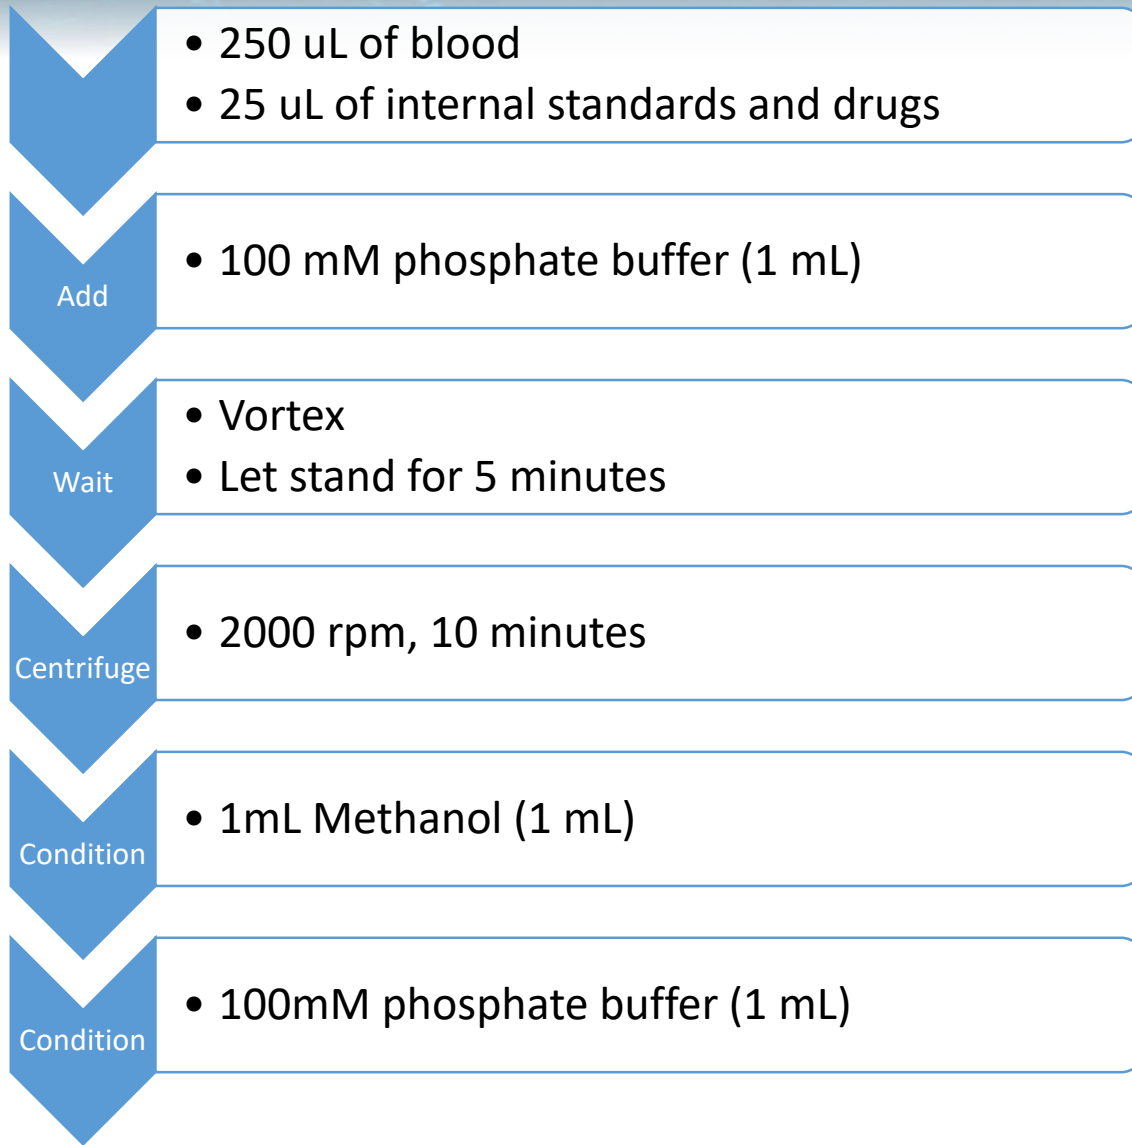 • 250 uL of blood
• 25 uL of internal standards and drugs
Add
• 100 mM phosphate buffer (1 mL)
Wait
• Vortex
• Let stand for 5 minutes
Centrifuge
• 2000 rpm, 10 minutes
Condition
• 1mL Methanol (1 mL)
Condition
• 100mM phosphate buffer (1 mL)